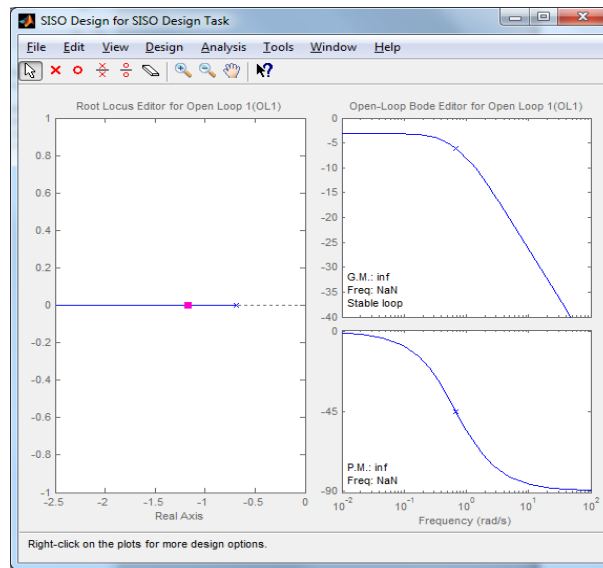 SISO Design for SISO Design Task
File Edit View Design Analysis Tools Window Help
Root Locus Editor for Open Loop 1(OL1)
1
0.8
0.6
0.4
0.2
0
-0.2
-0.4
-0.6
-0.8
-1
-2.5 -2 -1.5 -1 -0.5 0
Real Axis
Open-Loop Bode Editor for Open Loop 1(OL1)
0
-5
-10
-15
-20
-25
-30
-35
-40
G.M.: inf
Freq: NaN
Stable loop
0
-45
-90
P.M.: inf
Freq: NaN
10^-2 10^-1 10^0 10^1 10^2
Frequency (rad/s)
Right-click on the plots for more design options.